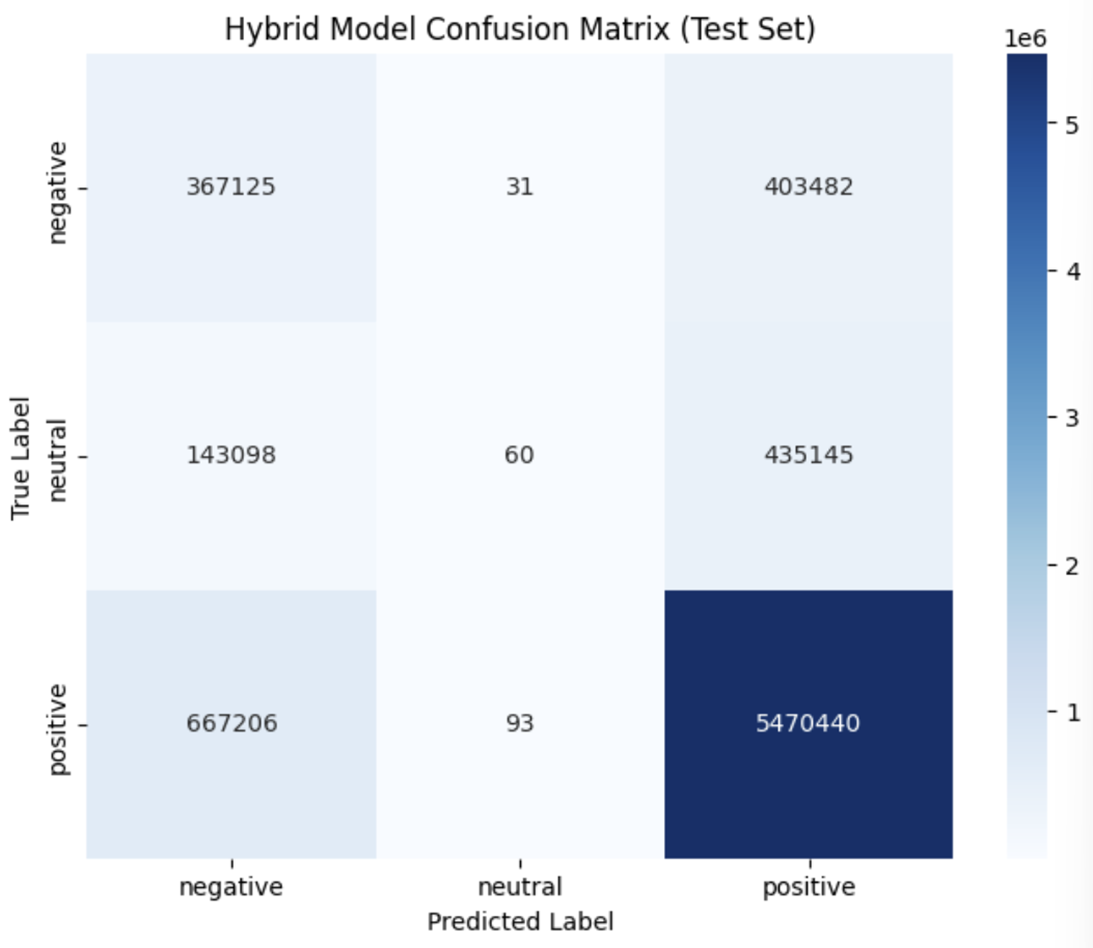 Hybrid Model Confusion Matrix (Test Set)
1e6
negative
367125 31 403482
neutral
143098 60 435145
positive
667206 93 5470440
True Label
negative neutral positive
Predicted Label
5
4
3
2
1